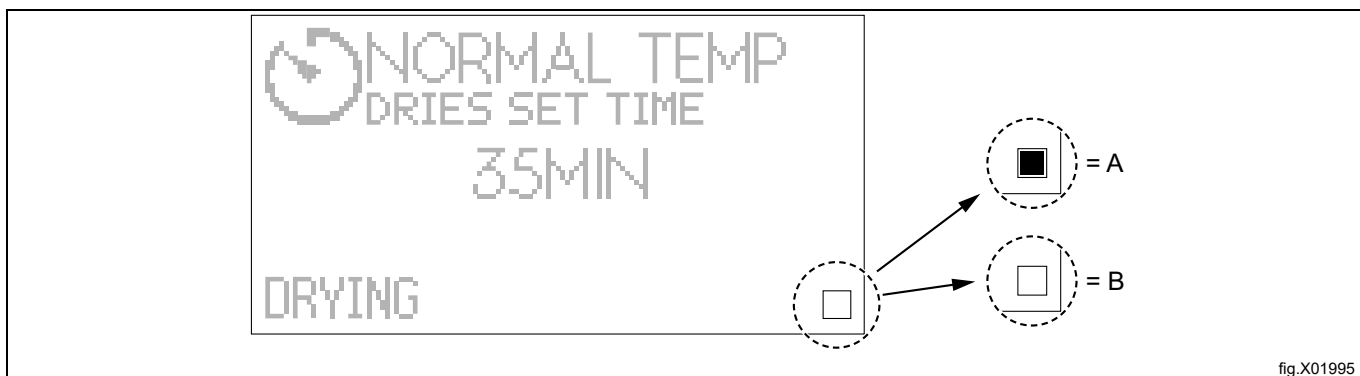 NORMAL TEMP
DRIES SET TIME
35MIN
DRYING
= A
= B
fig.X01995